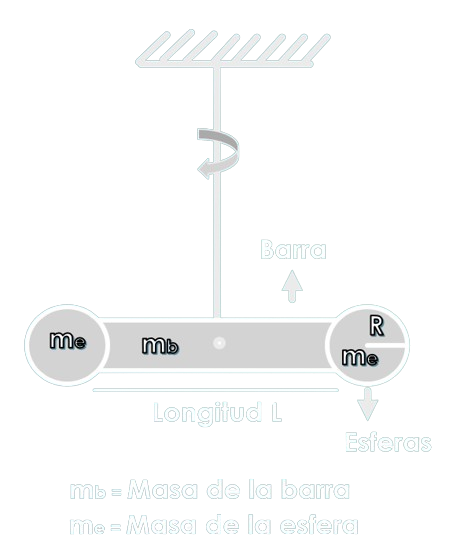 Barra
me
mb
R
me
Longitud L
Esferas
mb = Masa de la barra
me = Masa de la esfera